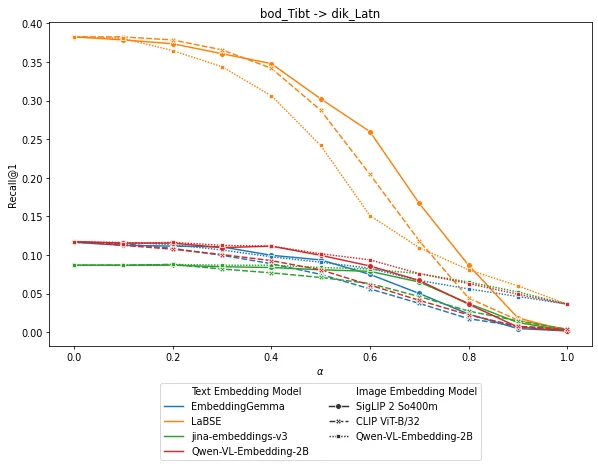 bod_Tibt -> dik_Latn
Recall@1
0.40
0.35
0.30
0.25
0.20
0.15
0.10
0.05
0.00
0.0 0.2 0.4 0.6 0.8 1.0
α
Text Embedding Model Image Embedding Model
EmbeddingGemma SigLIP 2 So400m
LaBSE CLIP ViT-B/32
jina-embeddings-v3 Qwen-VL-Embedding-2B
Qwen-VL-Embedding-2B